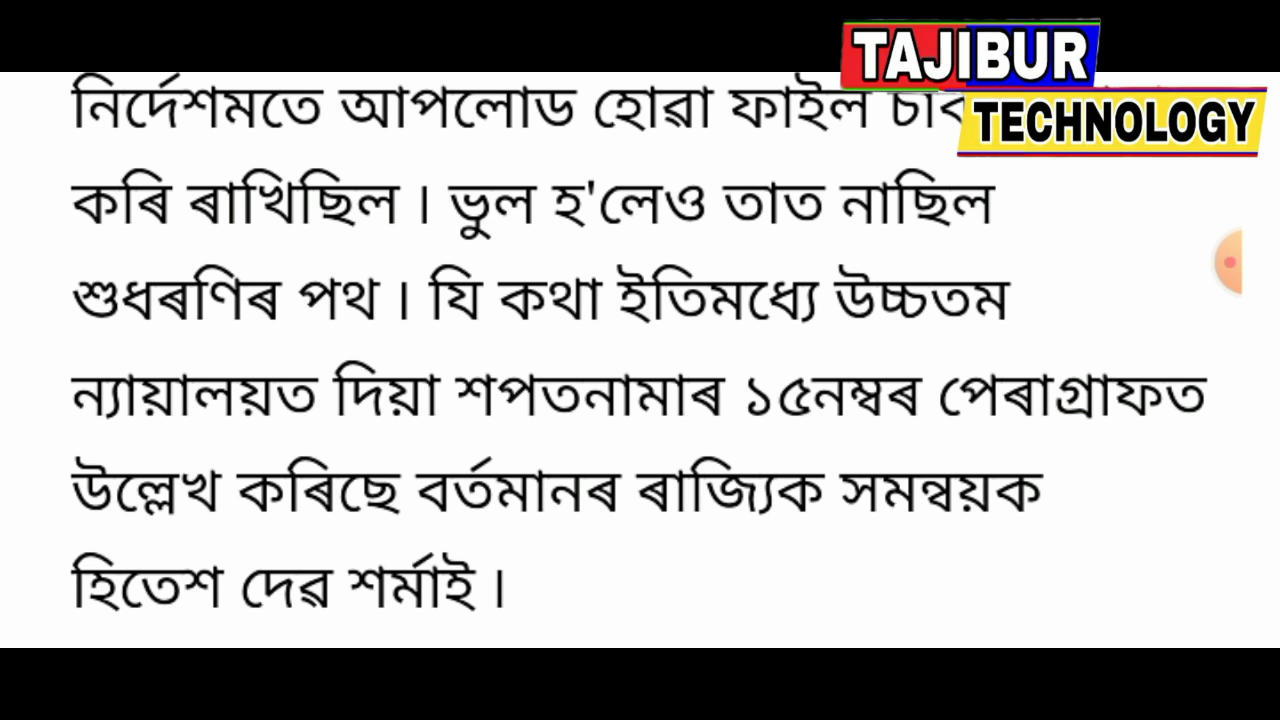 TAJIBUR
TECHNOLOGY
নিৰ্দেশমতে আপলোড হোৱা ফাইল
কৰি ৰাখিছিল । ভুল হ'লেও তাত নাছিল
শুধৰণিৰ পথ । যি কথা ইতিমধ্যে উচ্চতম
ন্যায়ালয়ত দিয়া শপতনামাৰ ১৫নম্বৰ পেৰাগ্ৰাফত
উল্লেখ কৰিছে বৰ্তমানৰ ৰাজ্যিক সমন্বয়ক
হিতেশ দেৱ শৰ্মাই ।